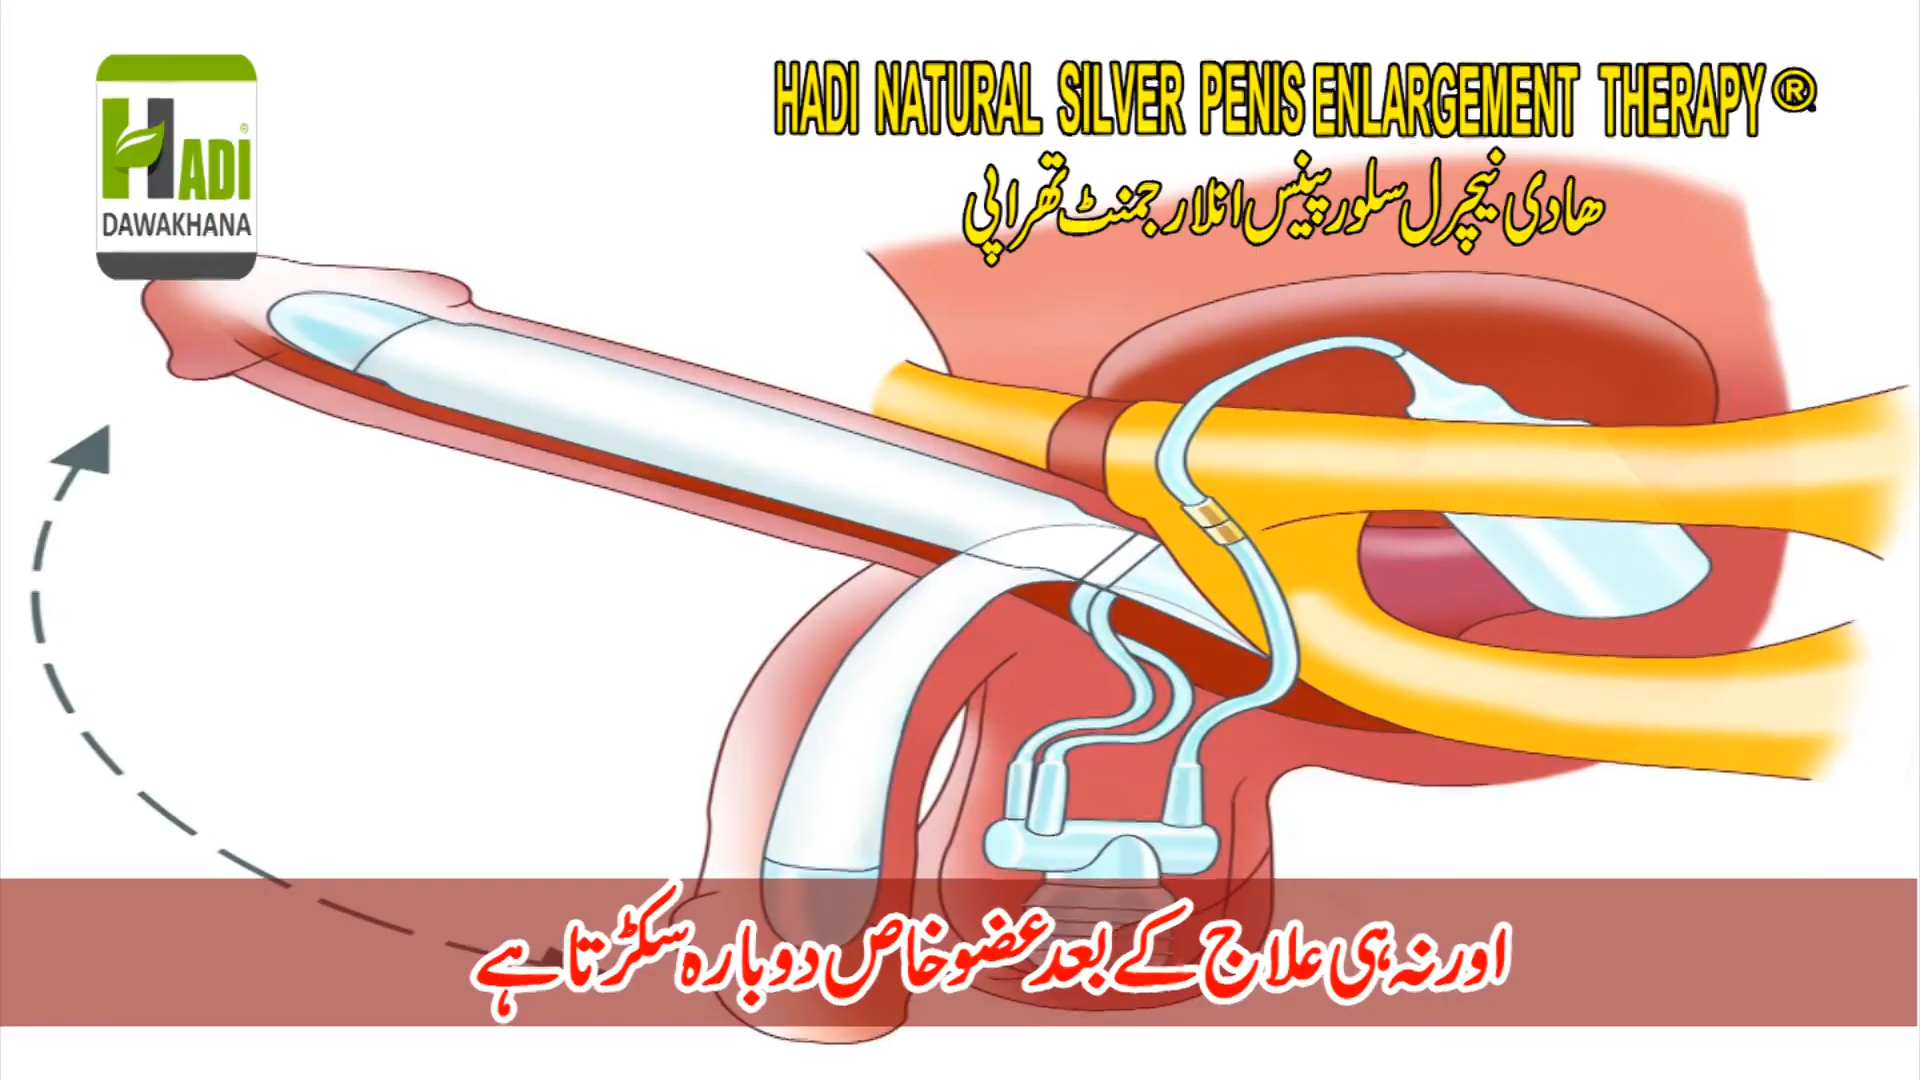 HADI®
DAWAKHANA
HADI NATURAL SILVER PENIS ENLARGEMENT THERAPY ®
ھادی نیچرل سلور پینس انلارجمنٹ تھراپی
اور نہ ہی علاج کے بعد عضو خاص دوبارہ سکڑتا ہے